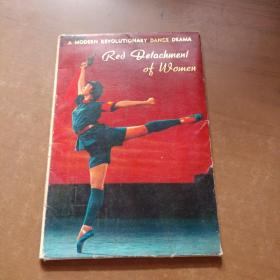 A MODERN REVOLUTIONARY DANCE DRAMA
Red Detachment
of Women